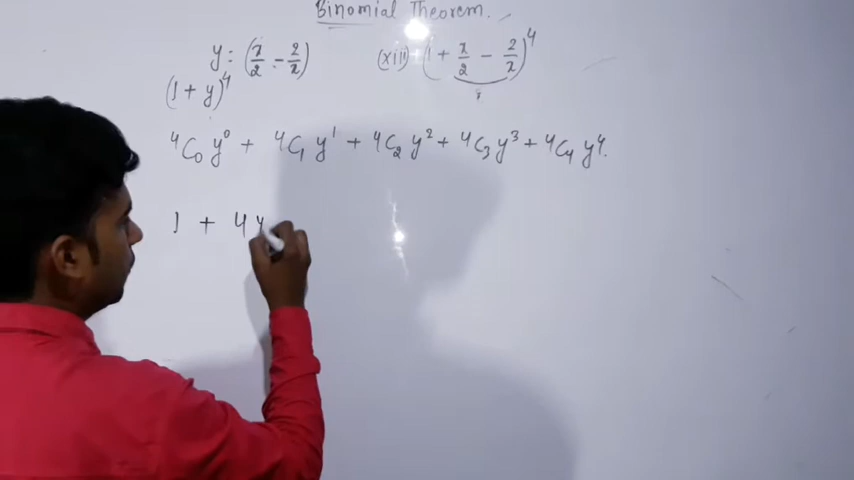 Binomial Theorem.
y = (x/2 - 2/x) (xiii) (1 + x/2 - 2/x)^4
(1 + y)^4
⁴C₀ y⁰ + ⁴C₁ y¹ + ⁴C₂ y² + ⁴C₃ y³ + ⁴C₄ y⁴.
1 + 4y